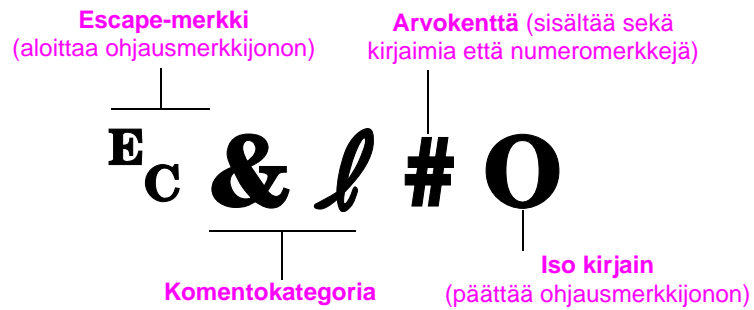 Escape-merkki
(aloittaa ohjausmerkkijonon)
Arvokenttä (sisältää sekä
kirjaimia että numeromerkkejä)
EC & ℓ # O
Komentokategoria
Iso kirjain
(päättää ohjausmerkkijonon)